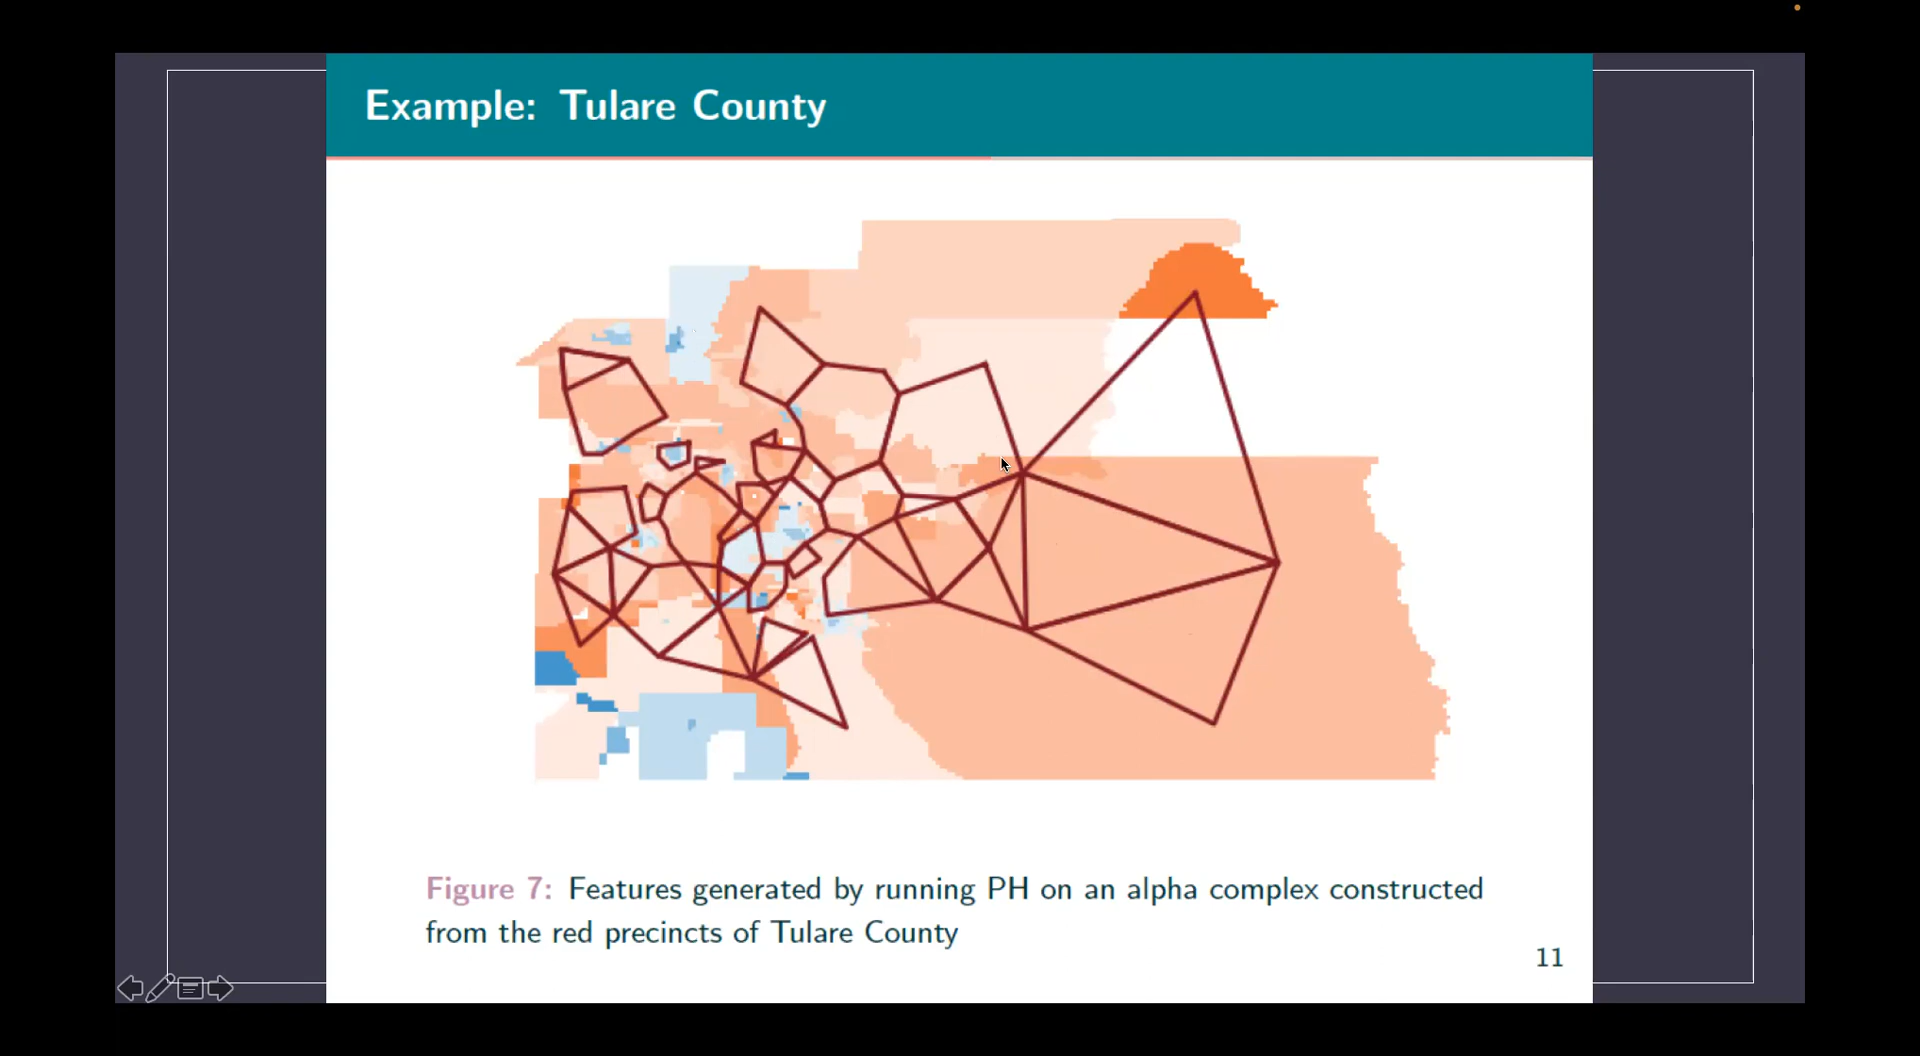 Example: Tulare County
Figure 7: Features generated by running PH on an alpha complex constructed
from the red precincts of Tulare County
11